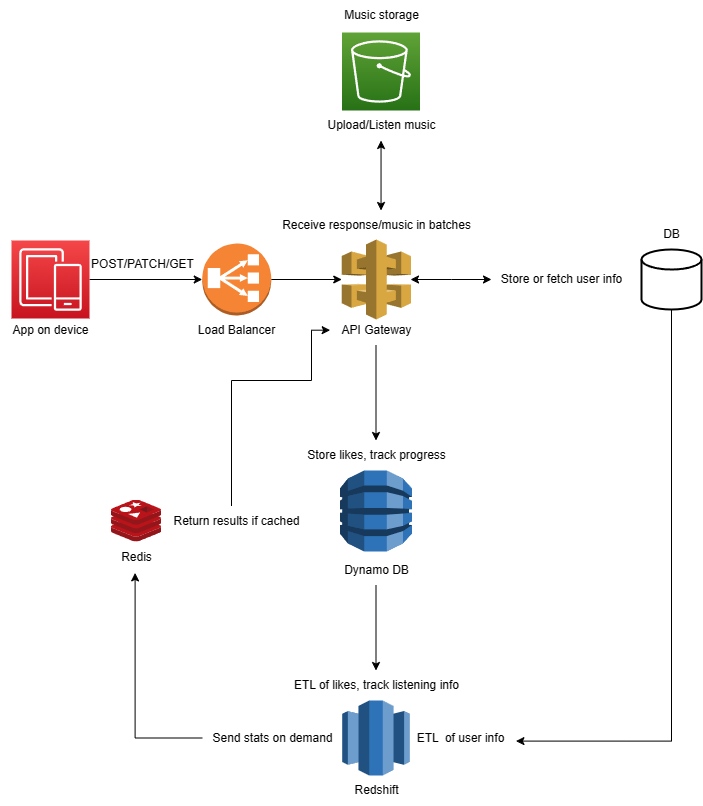 Music storage
Upload/Listen music
Receive response/music in batches
DB
POST/PATCH/GET
Store or fetch user info
App on device
Load Balancer
API Gateway
Store likes, track progress
Return results if cached
Redis
Dynamo DB
ETL of likes, track listening info
Send stats on demand
ETL  of user info
Redshift